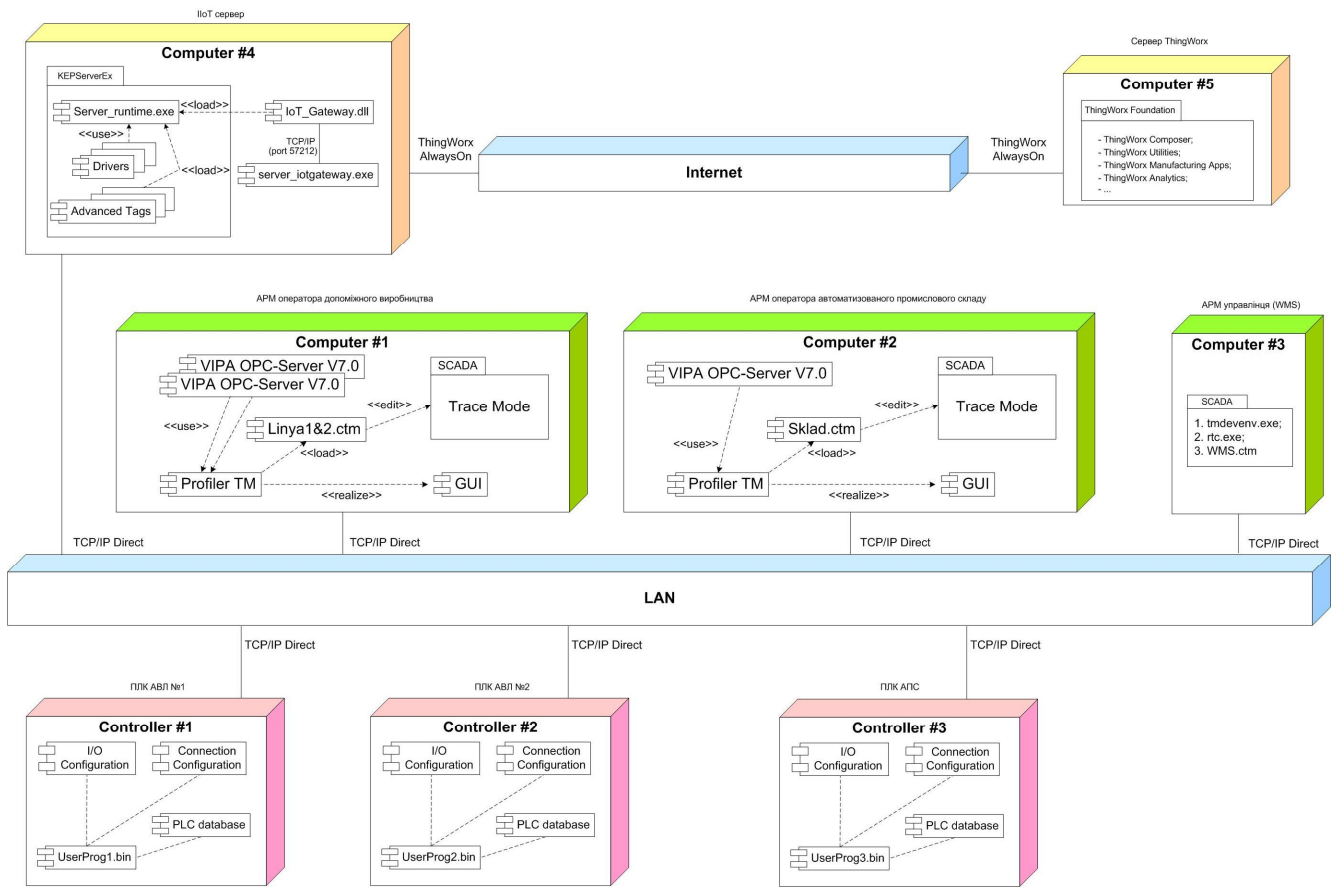 IIoT сервер
Computer #4
KEPServerEx
Server_runtime.exe
<<load>>
IoT_Gateway.dll
<<use>>
TCP/IP
(port 57212)
Drivers
<<load>>
server_iotgateway.exe
Advanced Tags
ThingWorx
AlwaysOn
Internet
ThingWorx
AlwaysOn
Сервер ThingWorx
Computer #5
ThingWorx Foundation
- ThingWorx Composer;
- ThingWorx Utilities;
- ThingWorx Manufacturing Apps;
- ThingWorx Analytics;
- ...
АРМ оператора допоміжного виробництва
Computer #1
VIPA OPC-Server V7.0
VIPA OPC-Server V7.0
SCADA
Trace Mode
<<edit>>
<<use>>
Linya1&2.ctm
<<load>>
Profiler TM
GUI
<<realize>>
TCP/IP Direct
TCP/IP Direct
АРМ оператора автоматизованого промислового складу
Computer #2
VIPA OPC-Server V7.0
SCADA
Trace Mode
<<edit>>
Sklad.ctm
<<use>>
<<load>>
Profiler TM
GUI
<<realize>>
TCP/IP Direct
АРМ управлінця (WMS)
Computer #3
SCADA
1. tmdevenv.exe;
2. rtc.exe;
3. WMS.ctm
TCP/IP Direct
LAN
TCP/IP Direct
TCP/IP Direct
TCP/IP Direct
ПЛК АВЛ №1
Controller #1
I/O
Configuration
Connection
Configuration
PLC database
UserProg1.bin
ПЛК АВЛ №2
Controller #2
I/O
Configuration
Connection
Configuration
PLC database
UserProg2.bin
ПЛК АПС
Controller #3
I/O
Configuration
Connection
Configuration
PLC database
UserProg3.bin